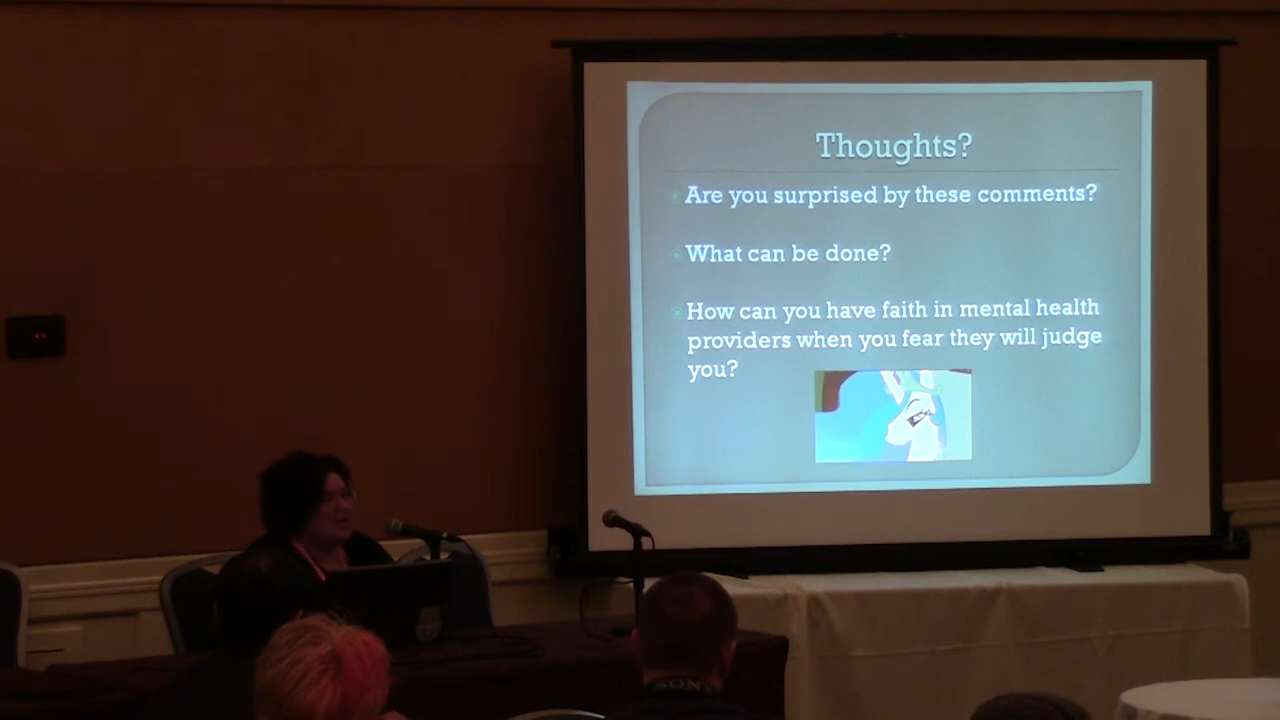 Thoughts?
Are you surprised by these comments?
What can be done?
How can you have faith in mental health
providers when you fear they will judge
you?
SONY